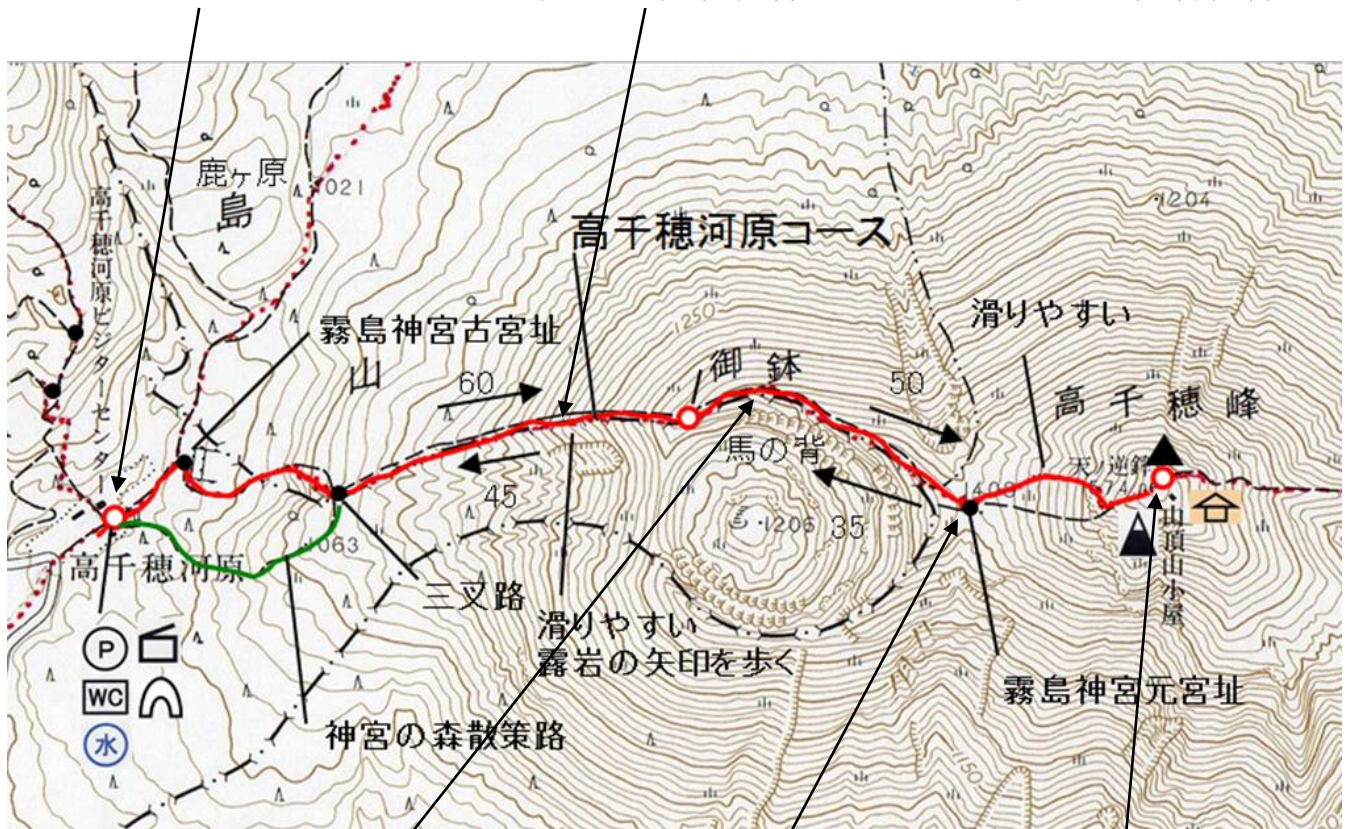 鹿ヶ原
島
1021
1204
高千穂河原ビジターセンター
高千穂河原コース
1250
滑りやすい
霧島神宮古宮址
山
御鉢
60
50
高千穂峰
馬の背
天ノ逆鉾
45
1206
35
1063
高千穂河原
三叉路
山頂山小屋
滑りやすい
露岩の矢印を歩く
P
WC
水
霧島神宮元宮址
神宮の森散策路
1150